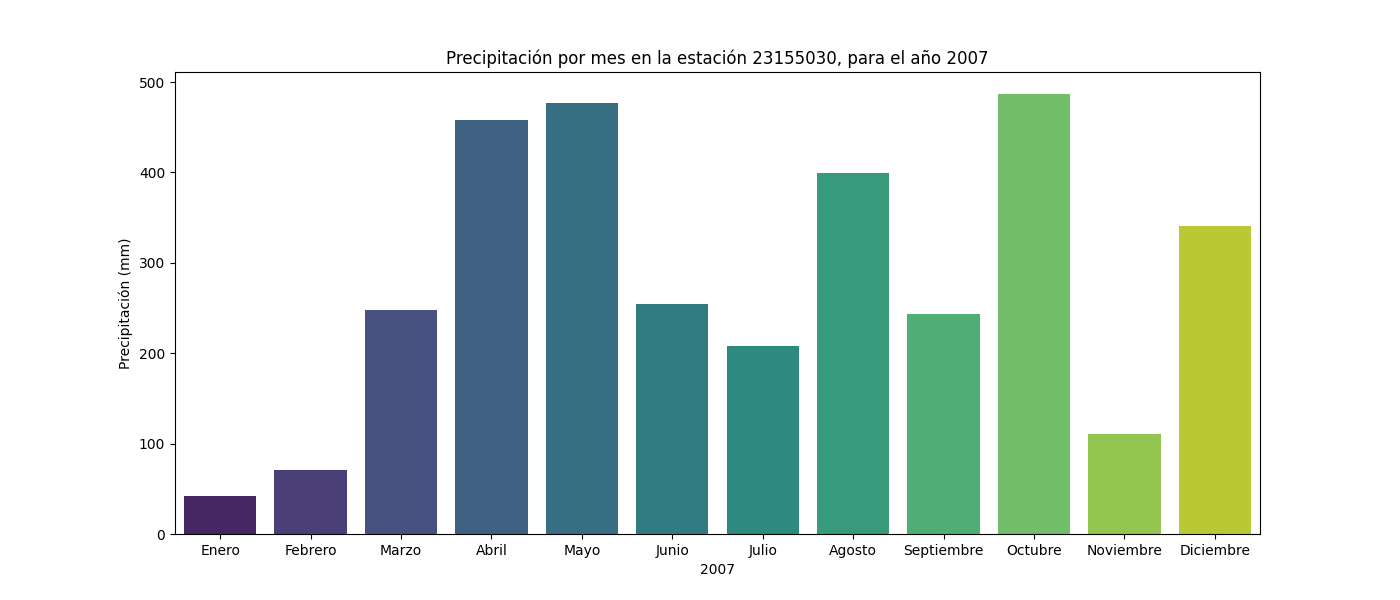 Precipitación por mes en la estación 23155030, para el año 2007
Precipitación (mm)
500
400
300
200
100
0
Enero Febrero Marzo Abril Mayo Junio Julio Agosto Septiembre Octubre Noviembre Diciembre
2007